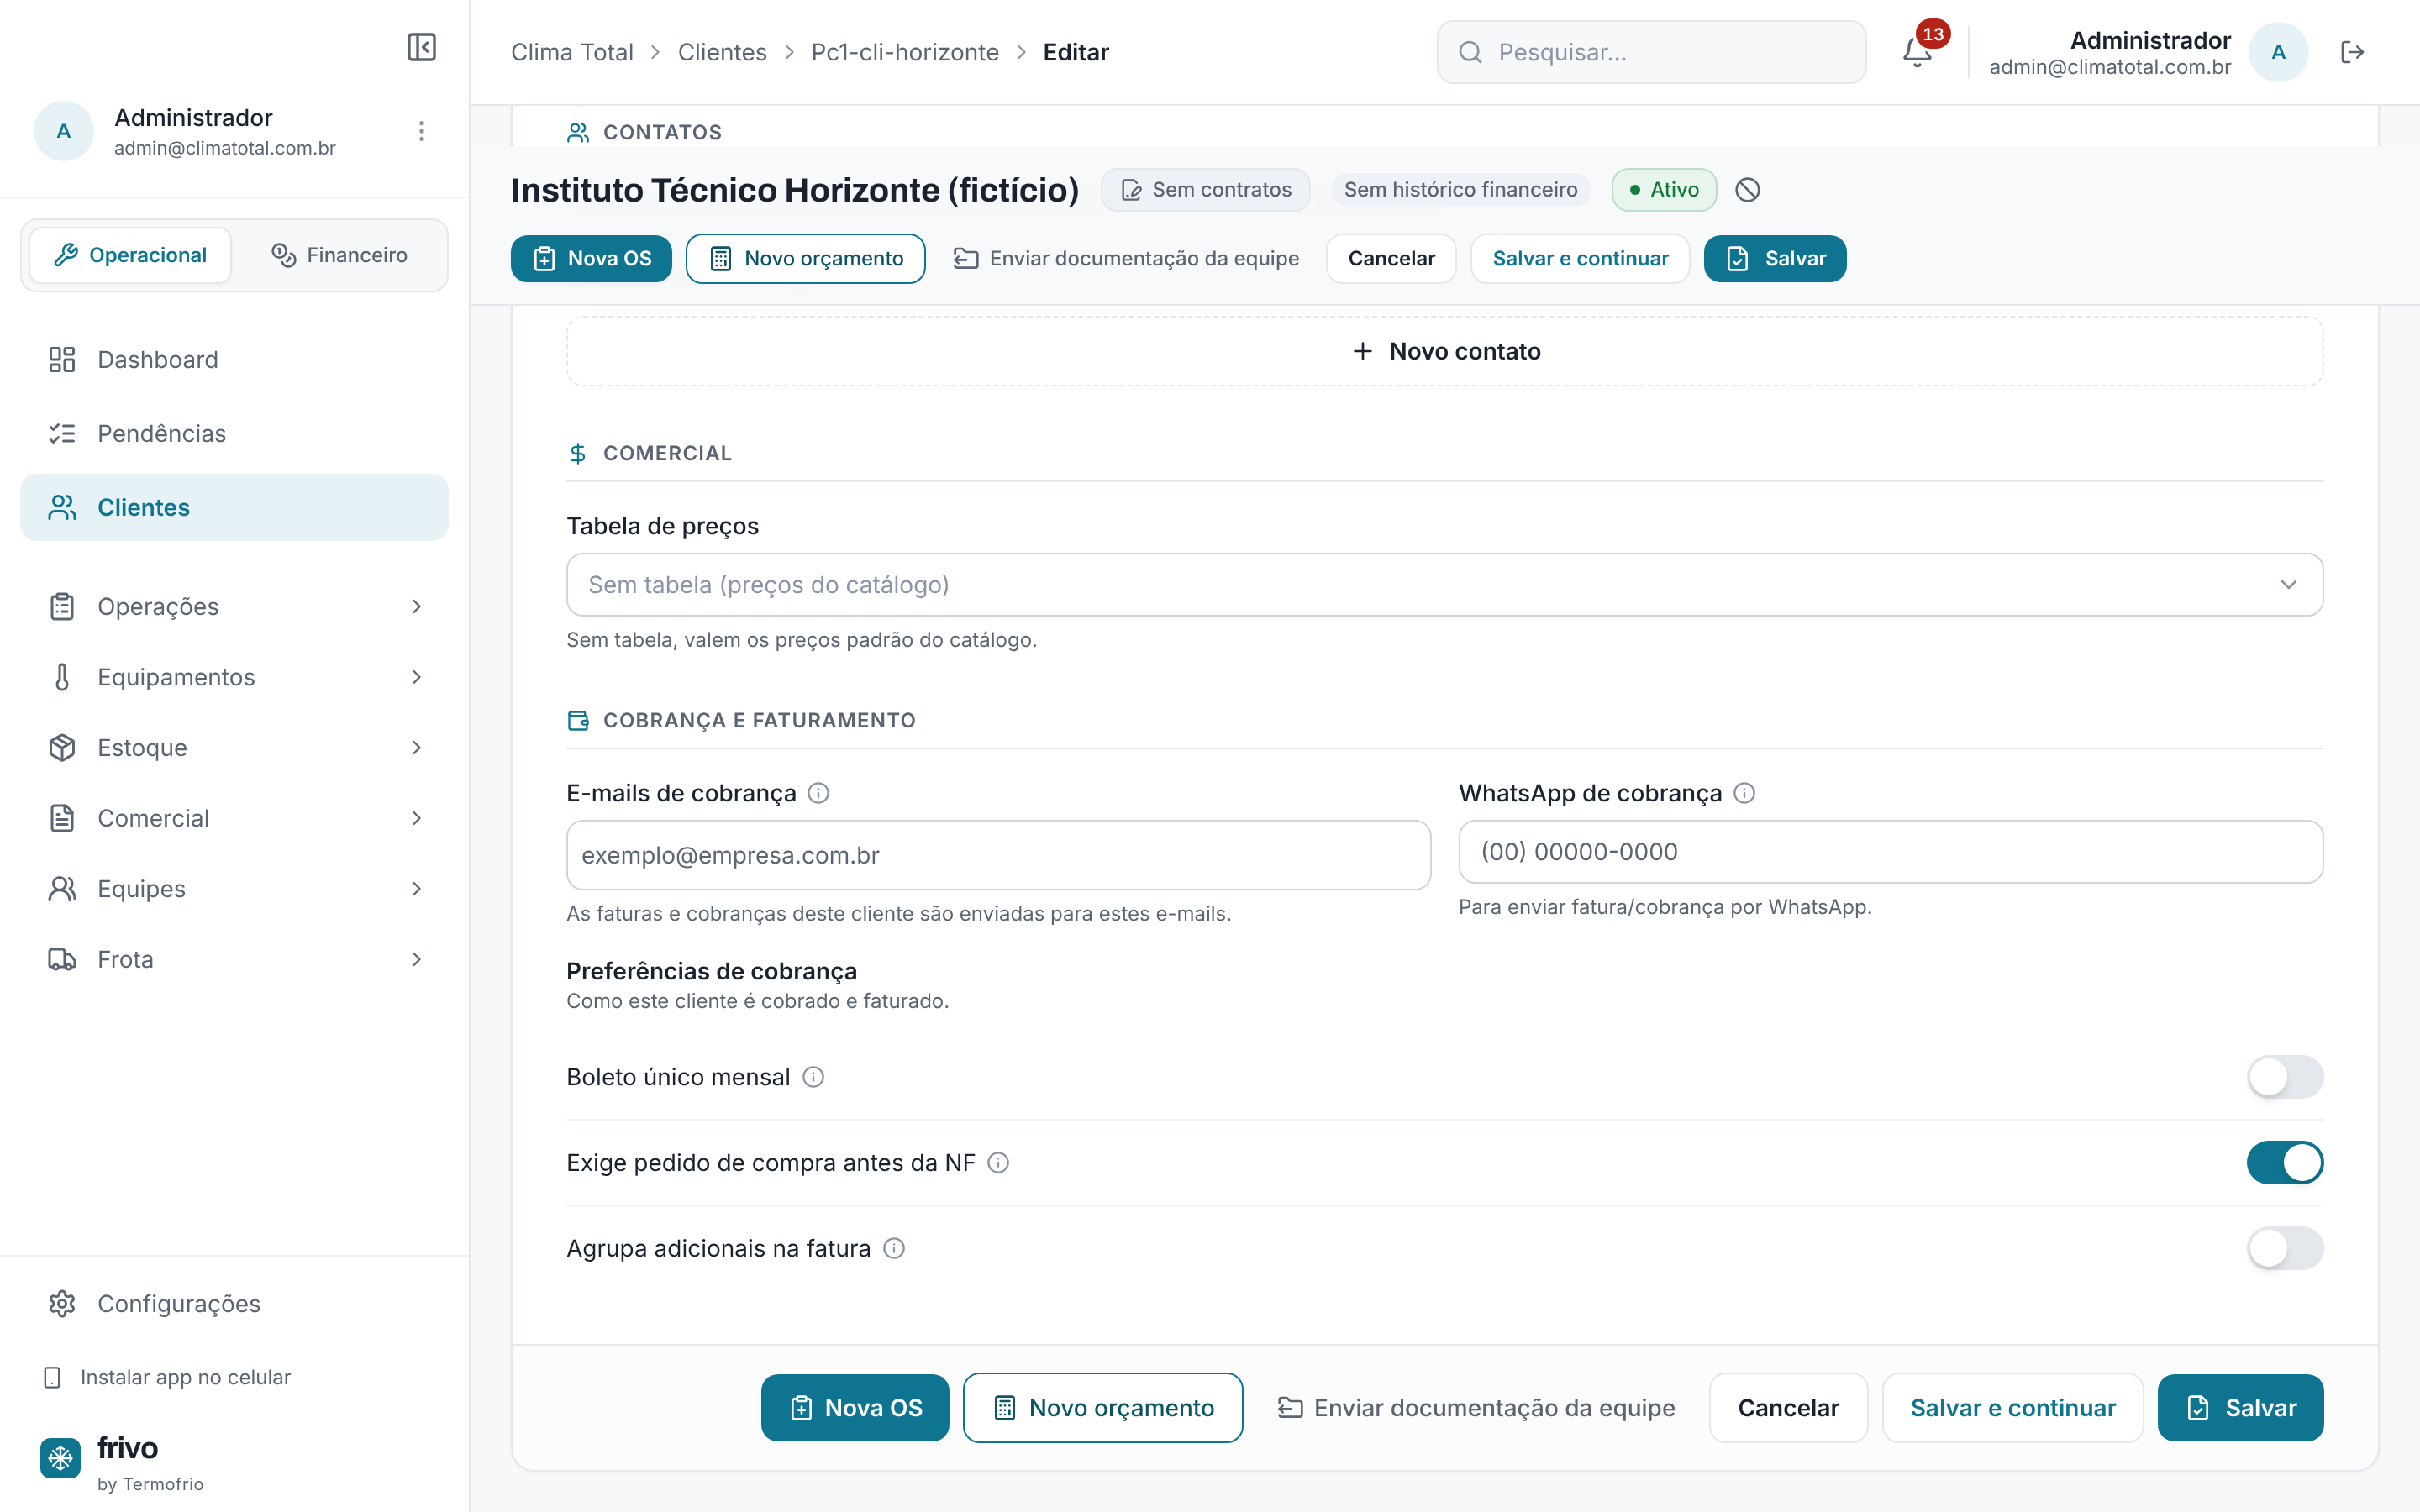 Administrador
admin@climatotal.com.br
A
Operacional
Financeiro
Dashboard
Pendências
Clientes
Operações
Equipamentos
Estoque
Comercial
Equipes
Frota
Configurações
Instalar app no celular
frivo
by Termofrio
Clima Total > Clientes > Pc1-cli-horizonte > Editar
Pesquisar...
13
Administrador
admin@climatotal.com.br
A
CONTATOS
Instituto Técnico Horizonte (fictício)
Sem contratos
Sem histórico financeiro
Ativo
Nova OS
Novo orçamento
Enviar documentação da equipe
Cancelar
Salvar e continuar
Salvar
+ Novo contato
COMERCIAL
Tabela de preços
Sem tabela (preços do catálogo)
Sem tabela, valem os preços padrão do catálogo.
COBRANÇA E FATURAMENTO
E-mails de cobrança
exemplo@empresa.com.br
As faturas e cobranças deste cliente são enviadas para estes e-mails.
WhatsApp de cobrança
(00) 00000-0000
Para enviar fatura/cobrança por WhatsApp.
Preferências de cobrança
Como este cliente é cobrado e faturado.
Boleto único mensal
Exige pedido de compra antes da NF
Agrupa adicionais na fatura
Nova OS
Novo orçamento
Enviar documentação da equipe
Cancelar
Salvar e continuar
Salvar